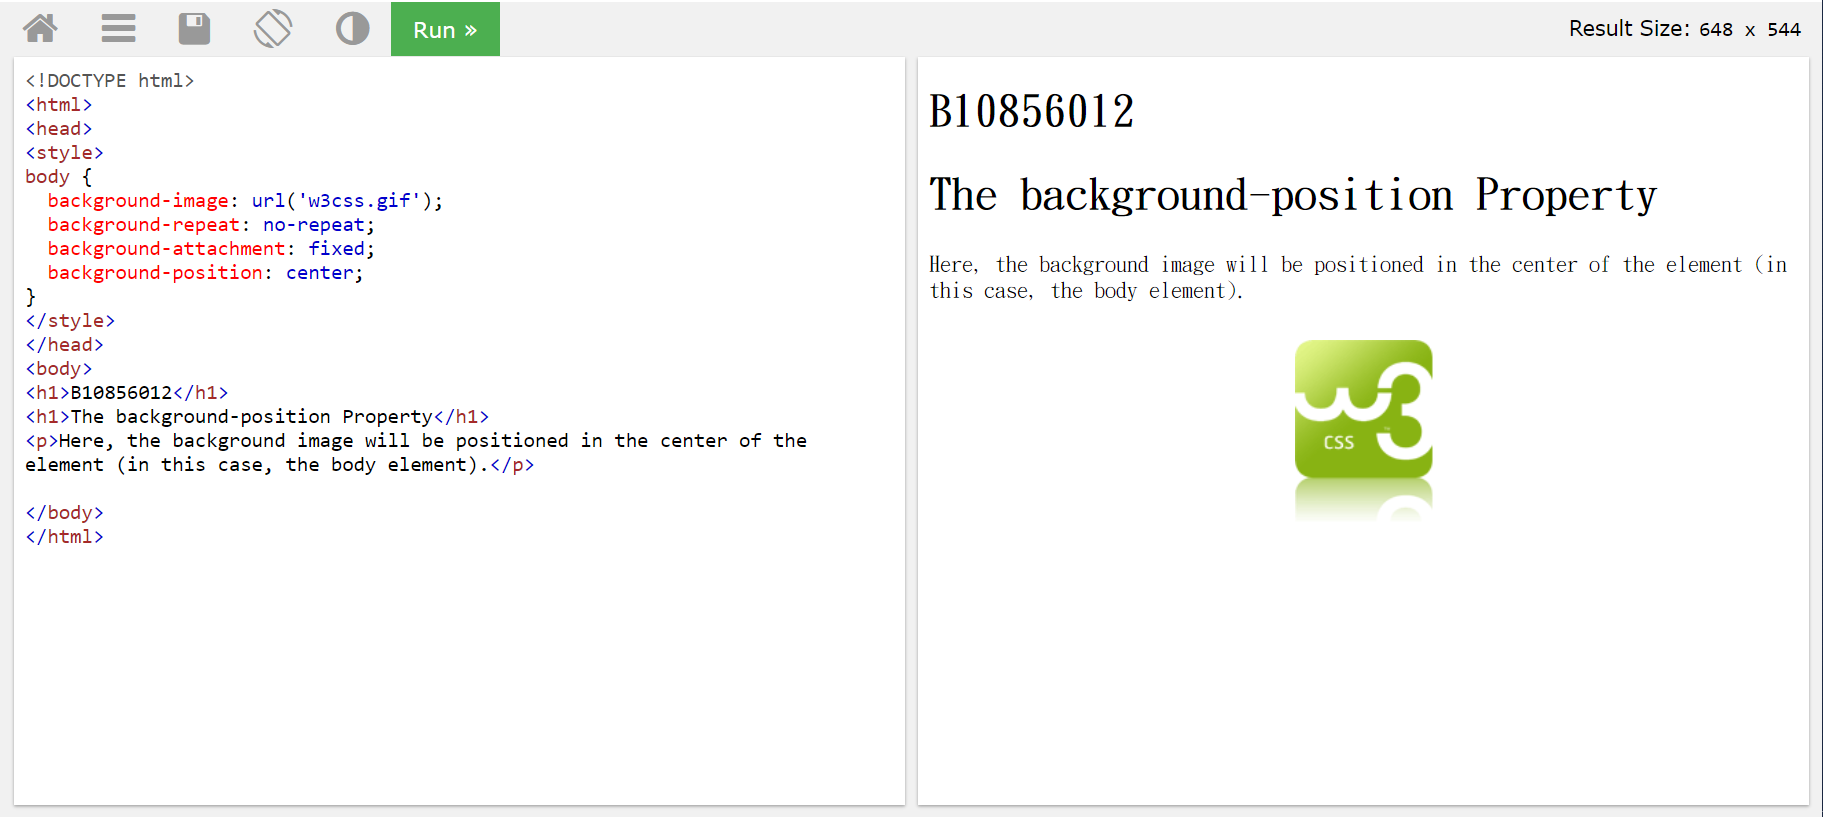 Run »
Result Size: 648 x 544
<!DOCTYPE html>
<html>
<head>
<style>
body {
  background-image: url('w3css.gif');
  background-repeat: no-repeat;
  background-attachment: fixed;
  background-position: center;
}
</style>
</head>
<body>
<h1>B10856012</h1>
<h1>The background-position Property</h1>
<p>Here, the background image will be positioned in the center of the
element (in this case, the body element).</p>
</body>
</html>
B10856012
The background-position Property
Here, the background image will be positioned in the center of the element (in
this case, the body element).
w3
CSS